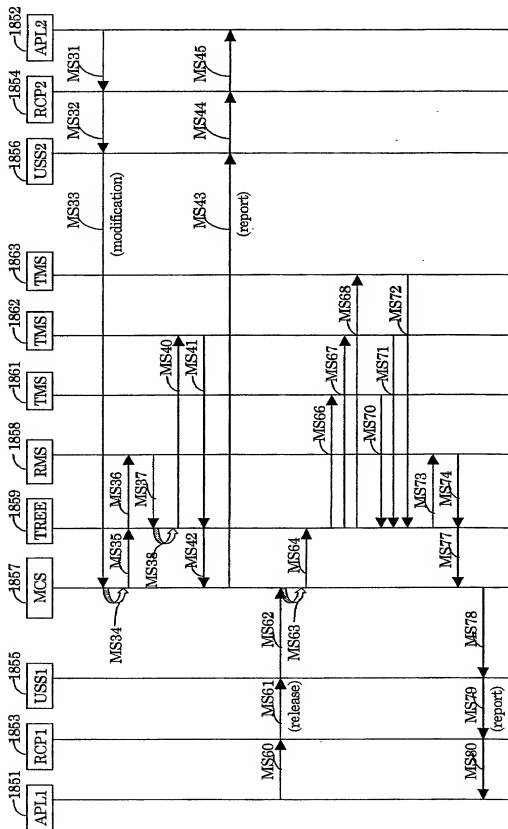 1851
APL1
1853
RCP1
1855
USS1
1857
MCS
1859
TREE
1858
RMS
1861
TMS
1862
TMS
1863
TMS
1856
USS2
1854
RCP2
1852
APL2
MS31
MS32
MS33
(modification)
MS34
MS35
MS36
MS37
MS38
MS40
MS41
MS42
MS43
(report)
MS44
MS45
MS60
MS61
(release)
MS62
MS63
MS64
MS66
MS67
MS68
MS70
MS71
MS72
MS73
MS74
MS77
MS78
MS79
(report)
MS80